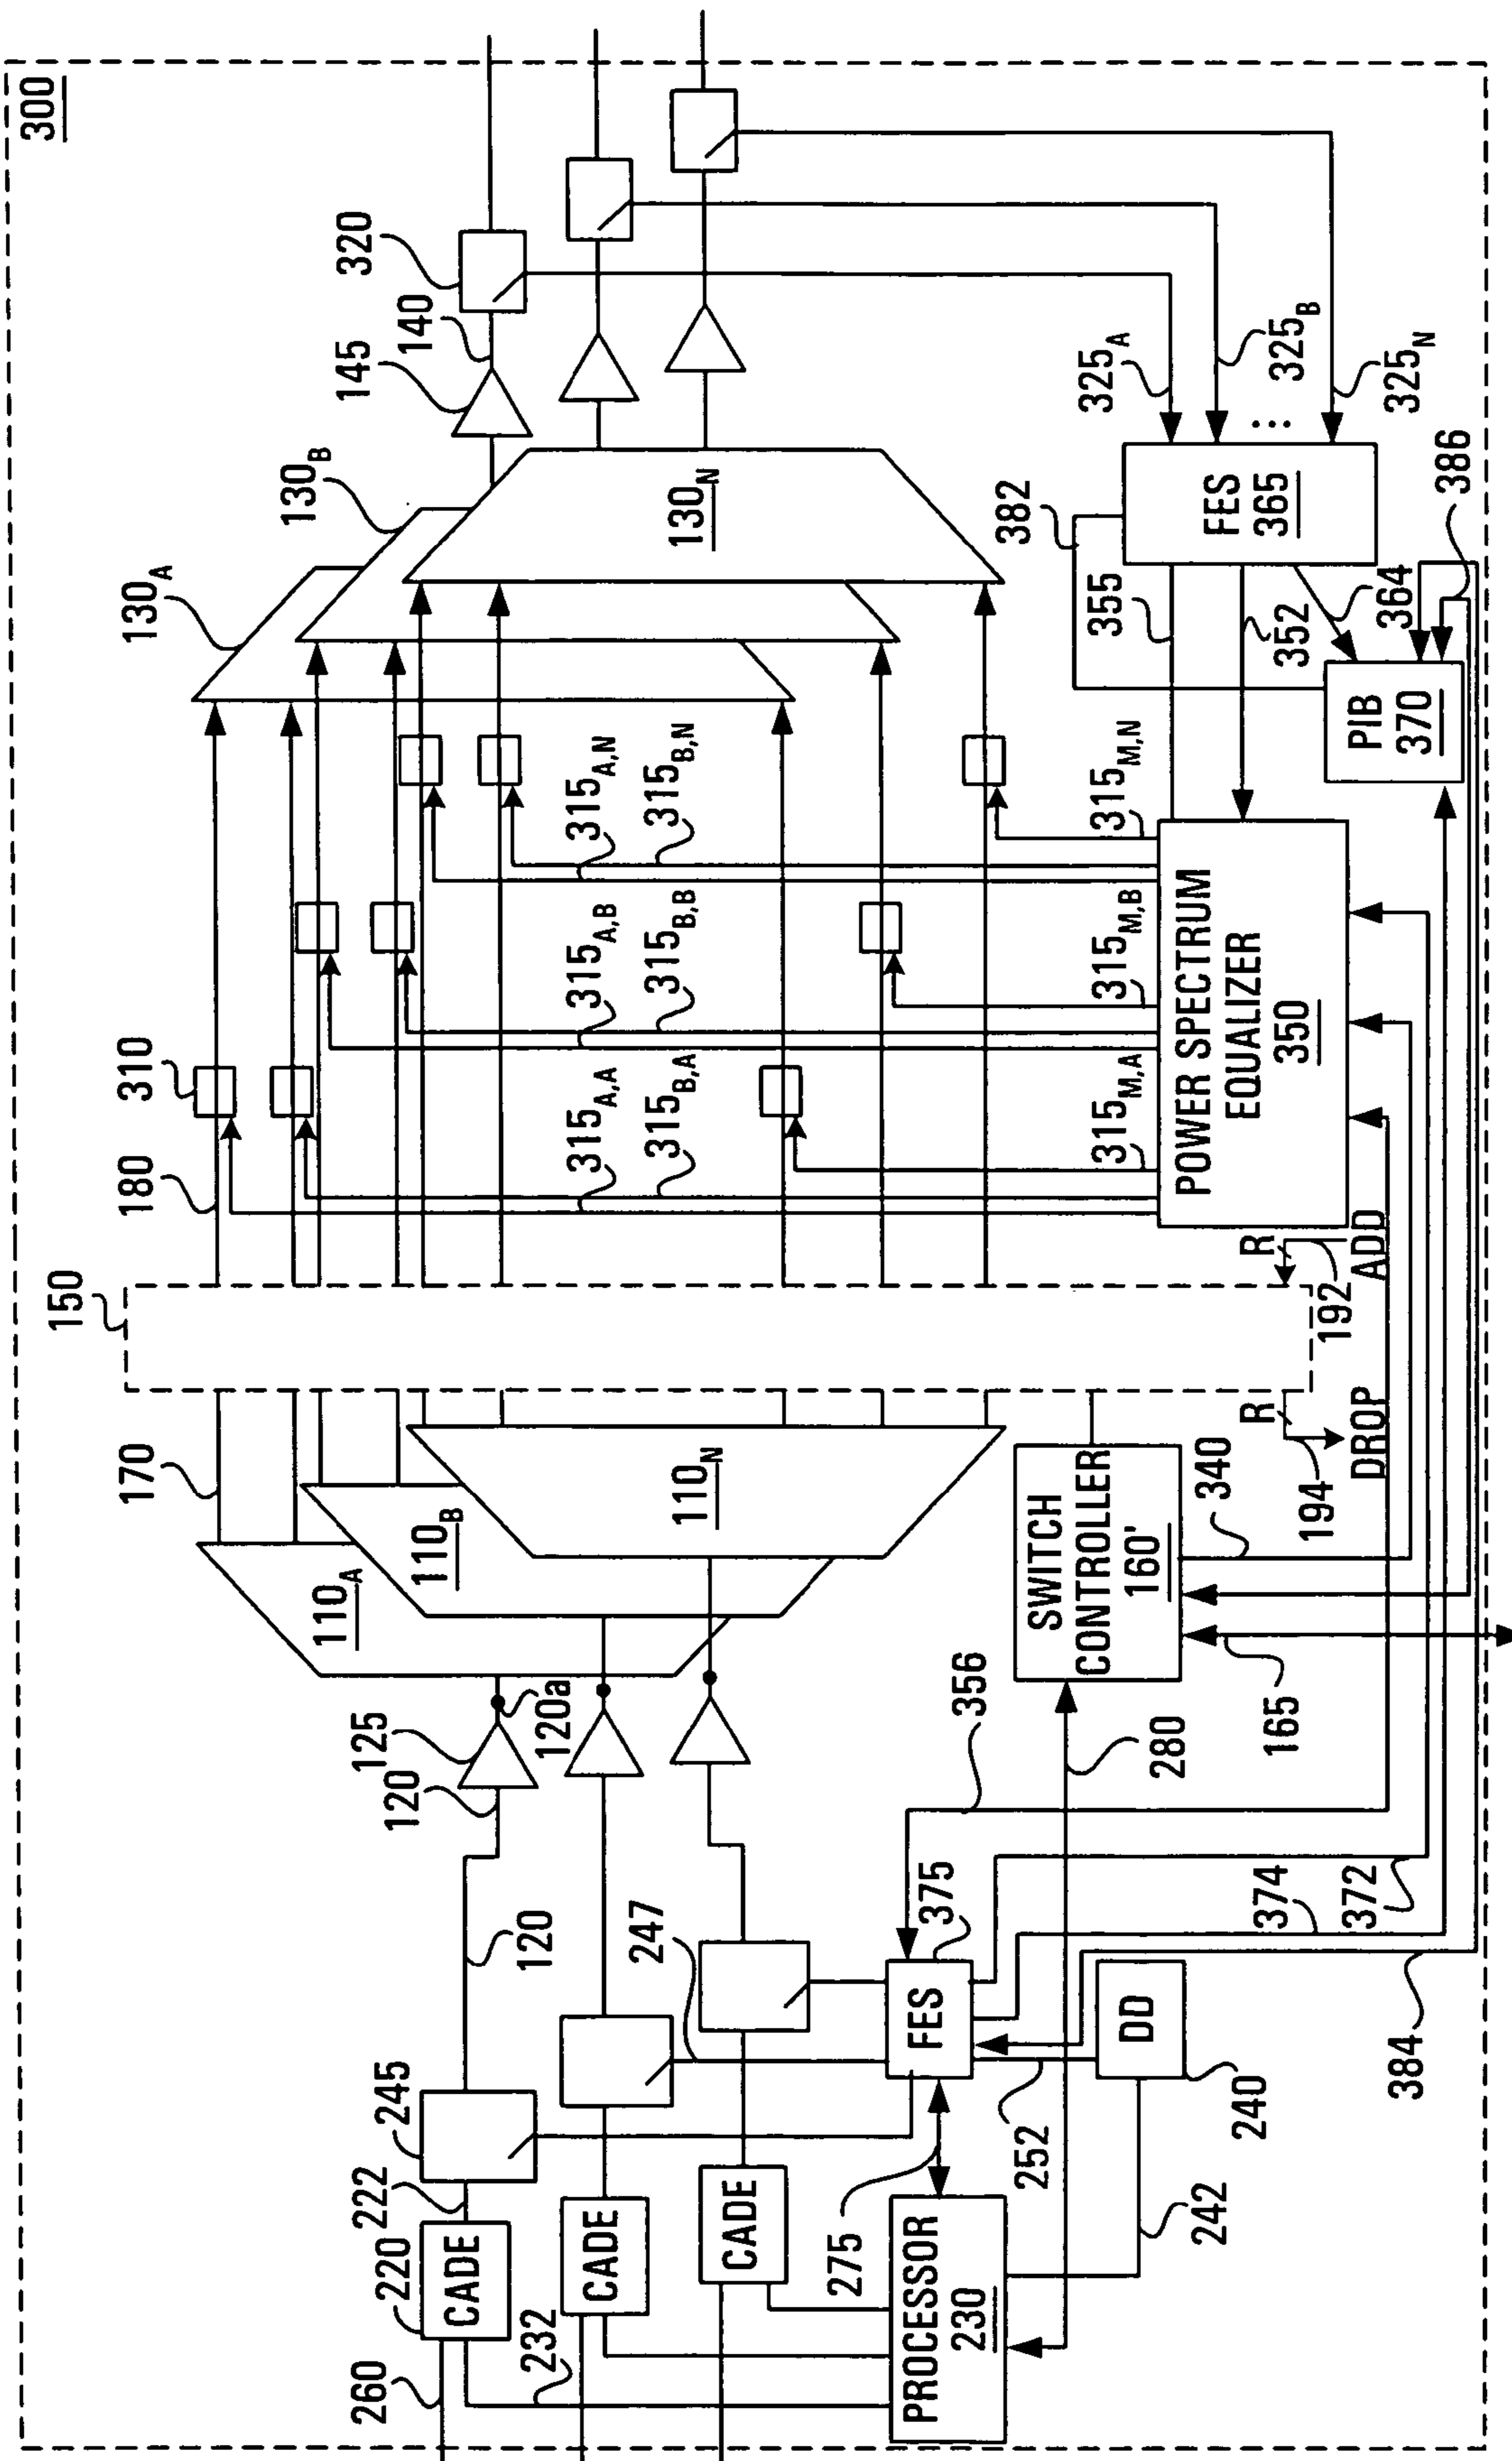 300
150
170
180
310
130A
130B
130N
145
140
320
110A
110B
110N
125
120
120a
120
245
222
220
260
CADE
CADE
CADE
232
247
315A,A
315B,A
315M,A
315A,B
315B,B
315M,B
315A,N
315B,N
315M,N
325A
325B
...
325N
FES
365
382
355
352
364
386
PIB
370
POWER SPECTRUM
EQUALIZER
350
R
192
ADD
R
194
DROP
SWITCH
CONTROLLER
160'
340
165
280
356
375
FES
374
372
384
DD
240
252
242
275
PROCESSOR
230